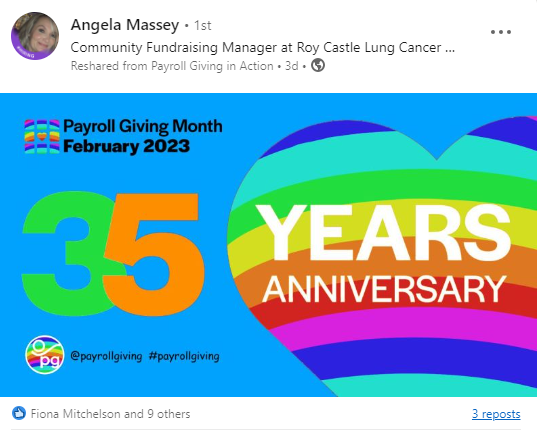 Angela Massey • 1st
Community Fundraising Manager at Roy Castle Lung Cancer ...
Reshared from Payroll Giving in Action • 3d •
Payroll Giving Month
February 2023
35
YEARS
ANNIVERSARY
pg
@payrollgiving #payrollgiving
Fiona Mitchelson and 9 others
3 reposts